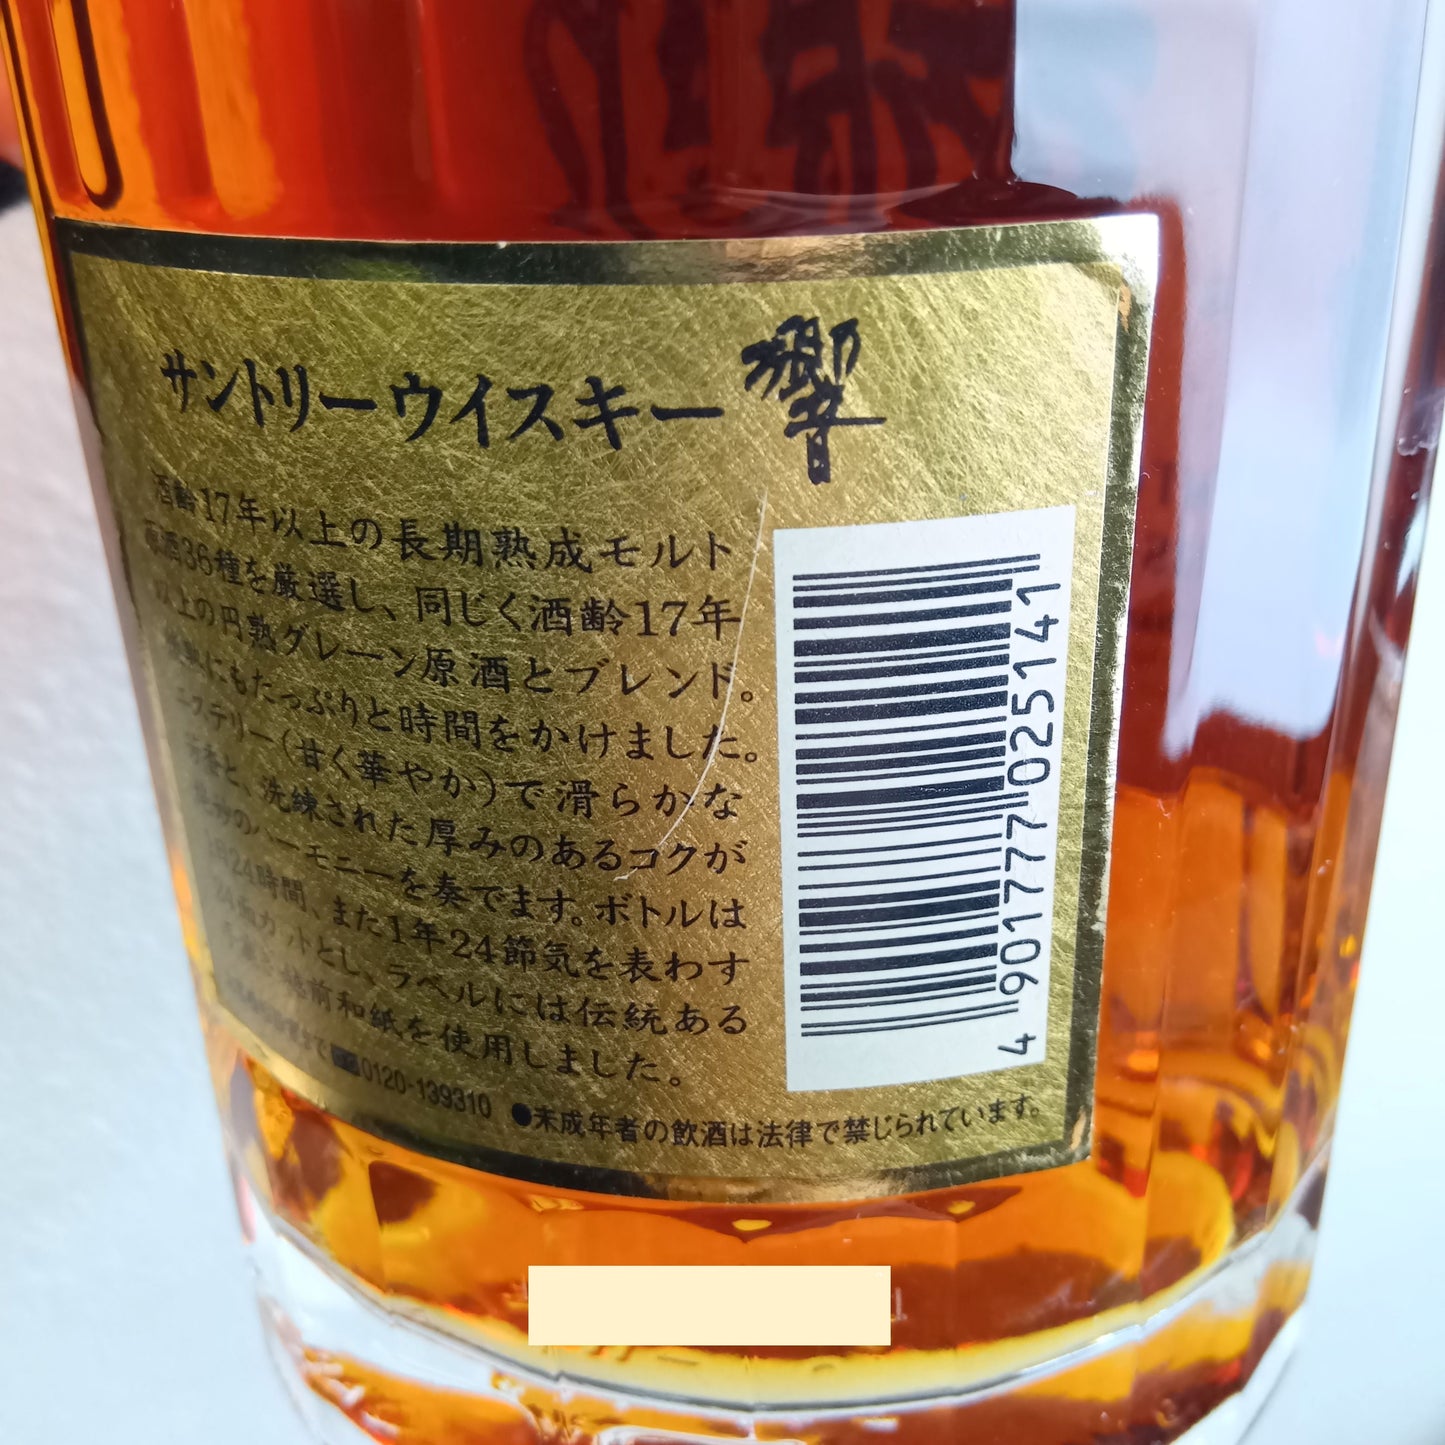 サントリーウイスキー 響
酒齢17年以上の長期熟成モルト
原酒36種を厳選し、同じく酒齢17年
以上の円熟グレーン原酒とブレンド。
にもたっぷりと時間をかけました。
ステリー(甘く華やか)で滑らかな
香と、洗練された厚みのあるコクが
のハーモニーを奏でます。ボトルは
24時間、また1年24節気を表わす
24面カットとし、ラベルには伝統ある
越前和紙を使用しました。
まで 0120-139310 ●未成年者の飲酒は法律で禁じられています。
4 901777 025141